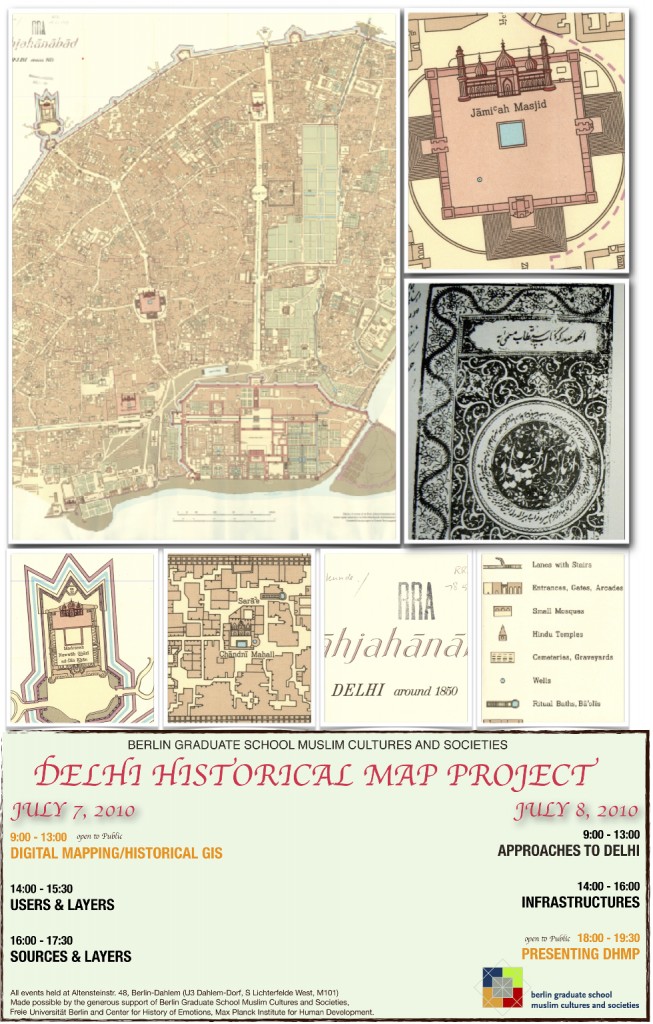 jahānābād
Jāmiʿah Masjid
Sarāʾe
Chāndnī Mahall
RRA
āhjahānāb
DELHI around 1850
Lanes with Stairs
Entrances, Gates, Arcades
Small Mosques
Hindu Temples
Cemeteries, Graveyards
Wells
Ritual Baths, Bāʾolis
BERLIN GRADUATE SCHOOL MUSLIM CULTURES AND SOCIETIES
DELHI HISTORICAL MAP PROJECT
JULY 7, 2010
9:00 - 13:00 open to Public
DIGITAL MAPPING/HISTORICAL GIS
14:00 - 15:30
USERS & LAYERS
16:00 - 17:30
SOURCES & LAYERS
JULY 8, 2010
9:00 - 13:00
APPROACHES TO DELHI
14:00 - 16:00
INFRASTRUCTURES
open to Public 18:00 - 19:30
PRESENTING DHMP
All events held at Altensteinstr. 48, Berlin-Dahlem (U3 Dahlem-Dorf, S Lichterfelde West, M101)
Made possible by the generous support of Berlin Graduate School Muslim Cultures and Societies,
Freie Universität Berlin and Center for History of Emotions, Max Planck Institute for Human Development.
berlin graduate school
muslim cultures and societies